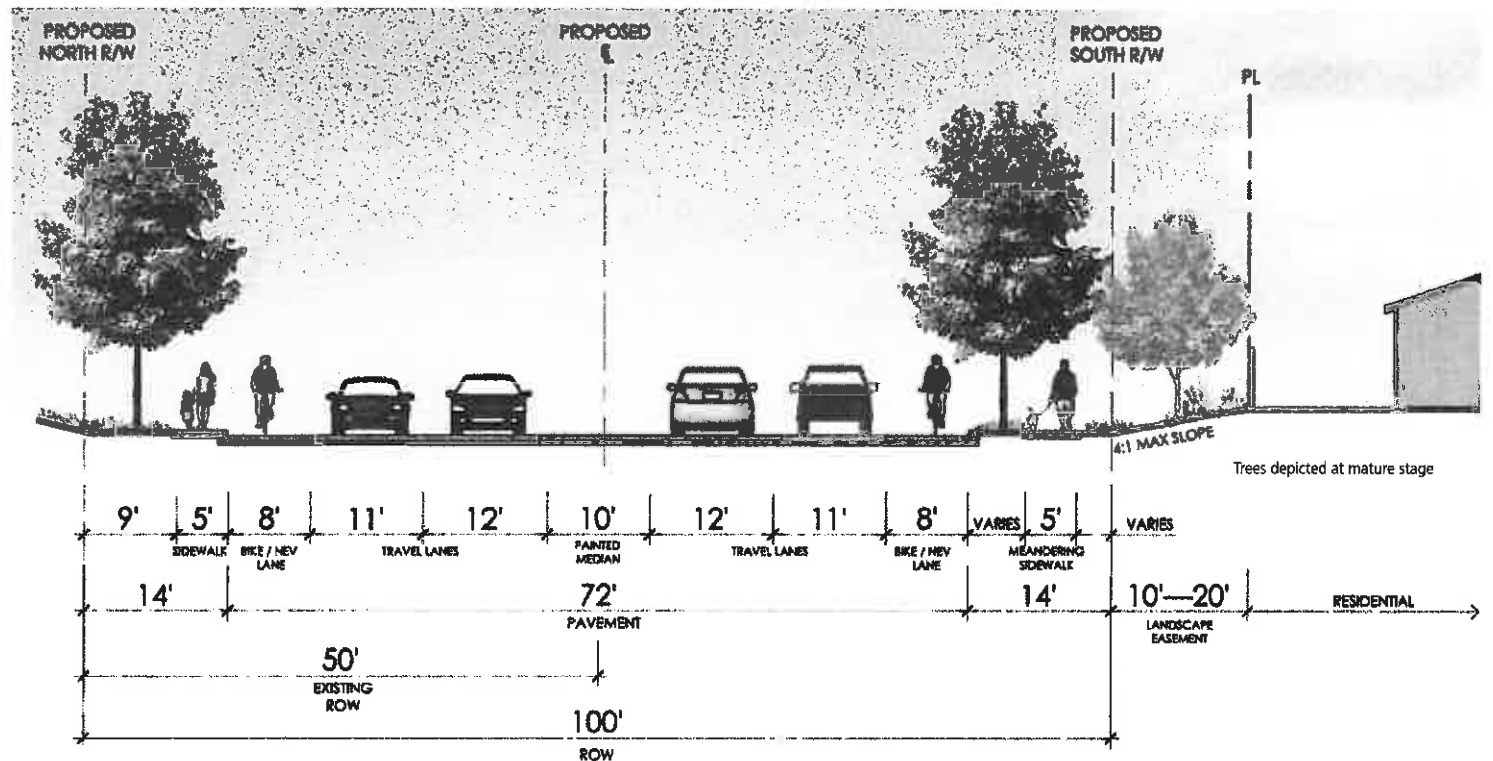 PROPOSED
NORTH R/W
PROPOSED
℄
PROPOSED
SOUTH R/W
PL
4:1 MAX SLOPE
Trees depicted at mature stage
9' 5' 8' 11' 12' 10' 12' 11' 8' VARIES 5' VARIES
SIDEWALK BIKE / NEV TRAVEL LANES PAINTED TRAVEL LANES BIKE / NEV MEANDERING
LANE MEDIAN LANE SIDEWALK
14' 72' 14' 10'—20' RESIDENTIAL
PAVEMENT LANDSCAPE
EASEMENT
50'
EXISTING
ROW
100'
ROW